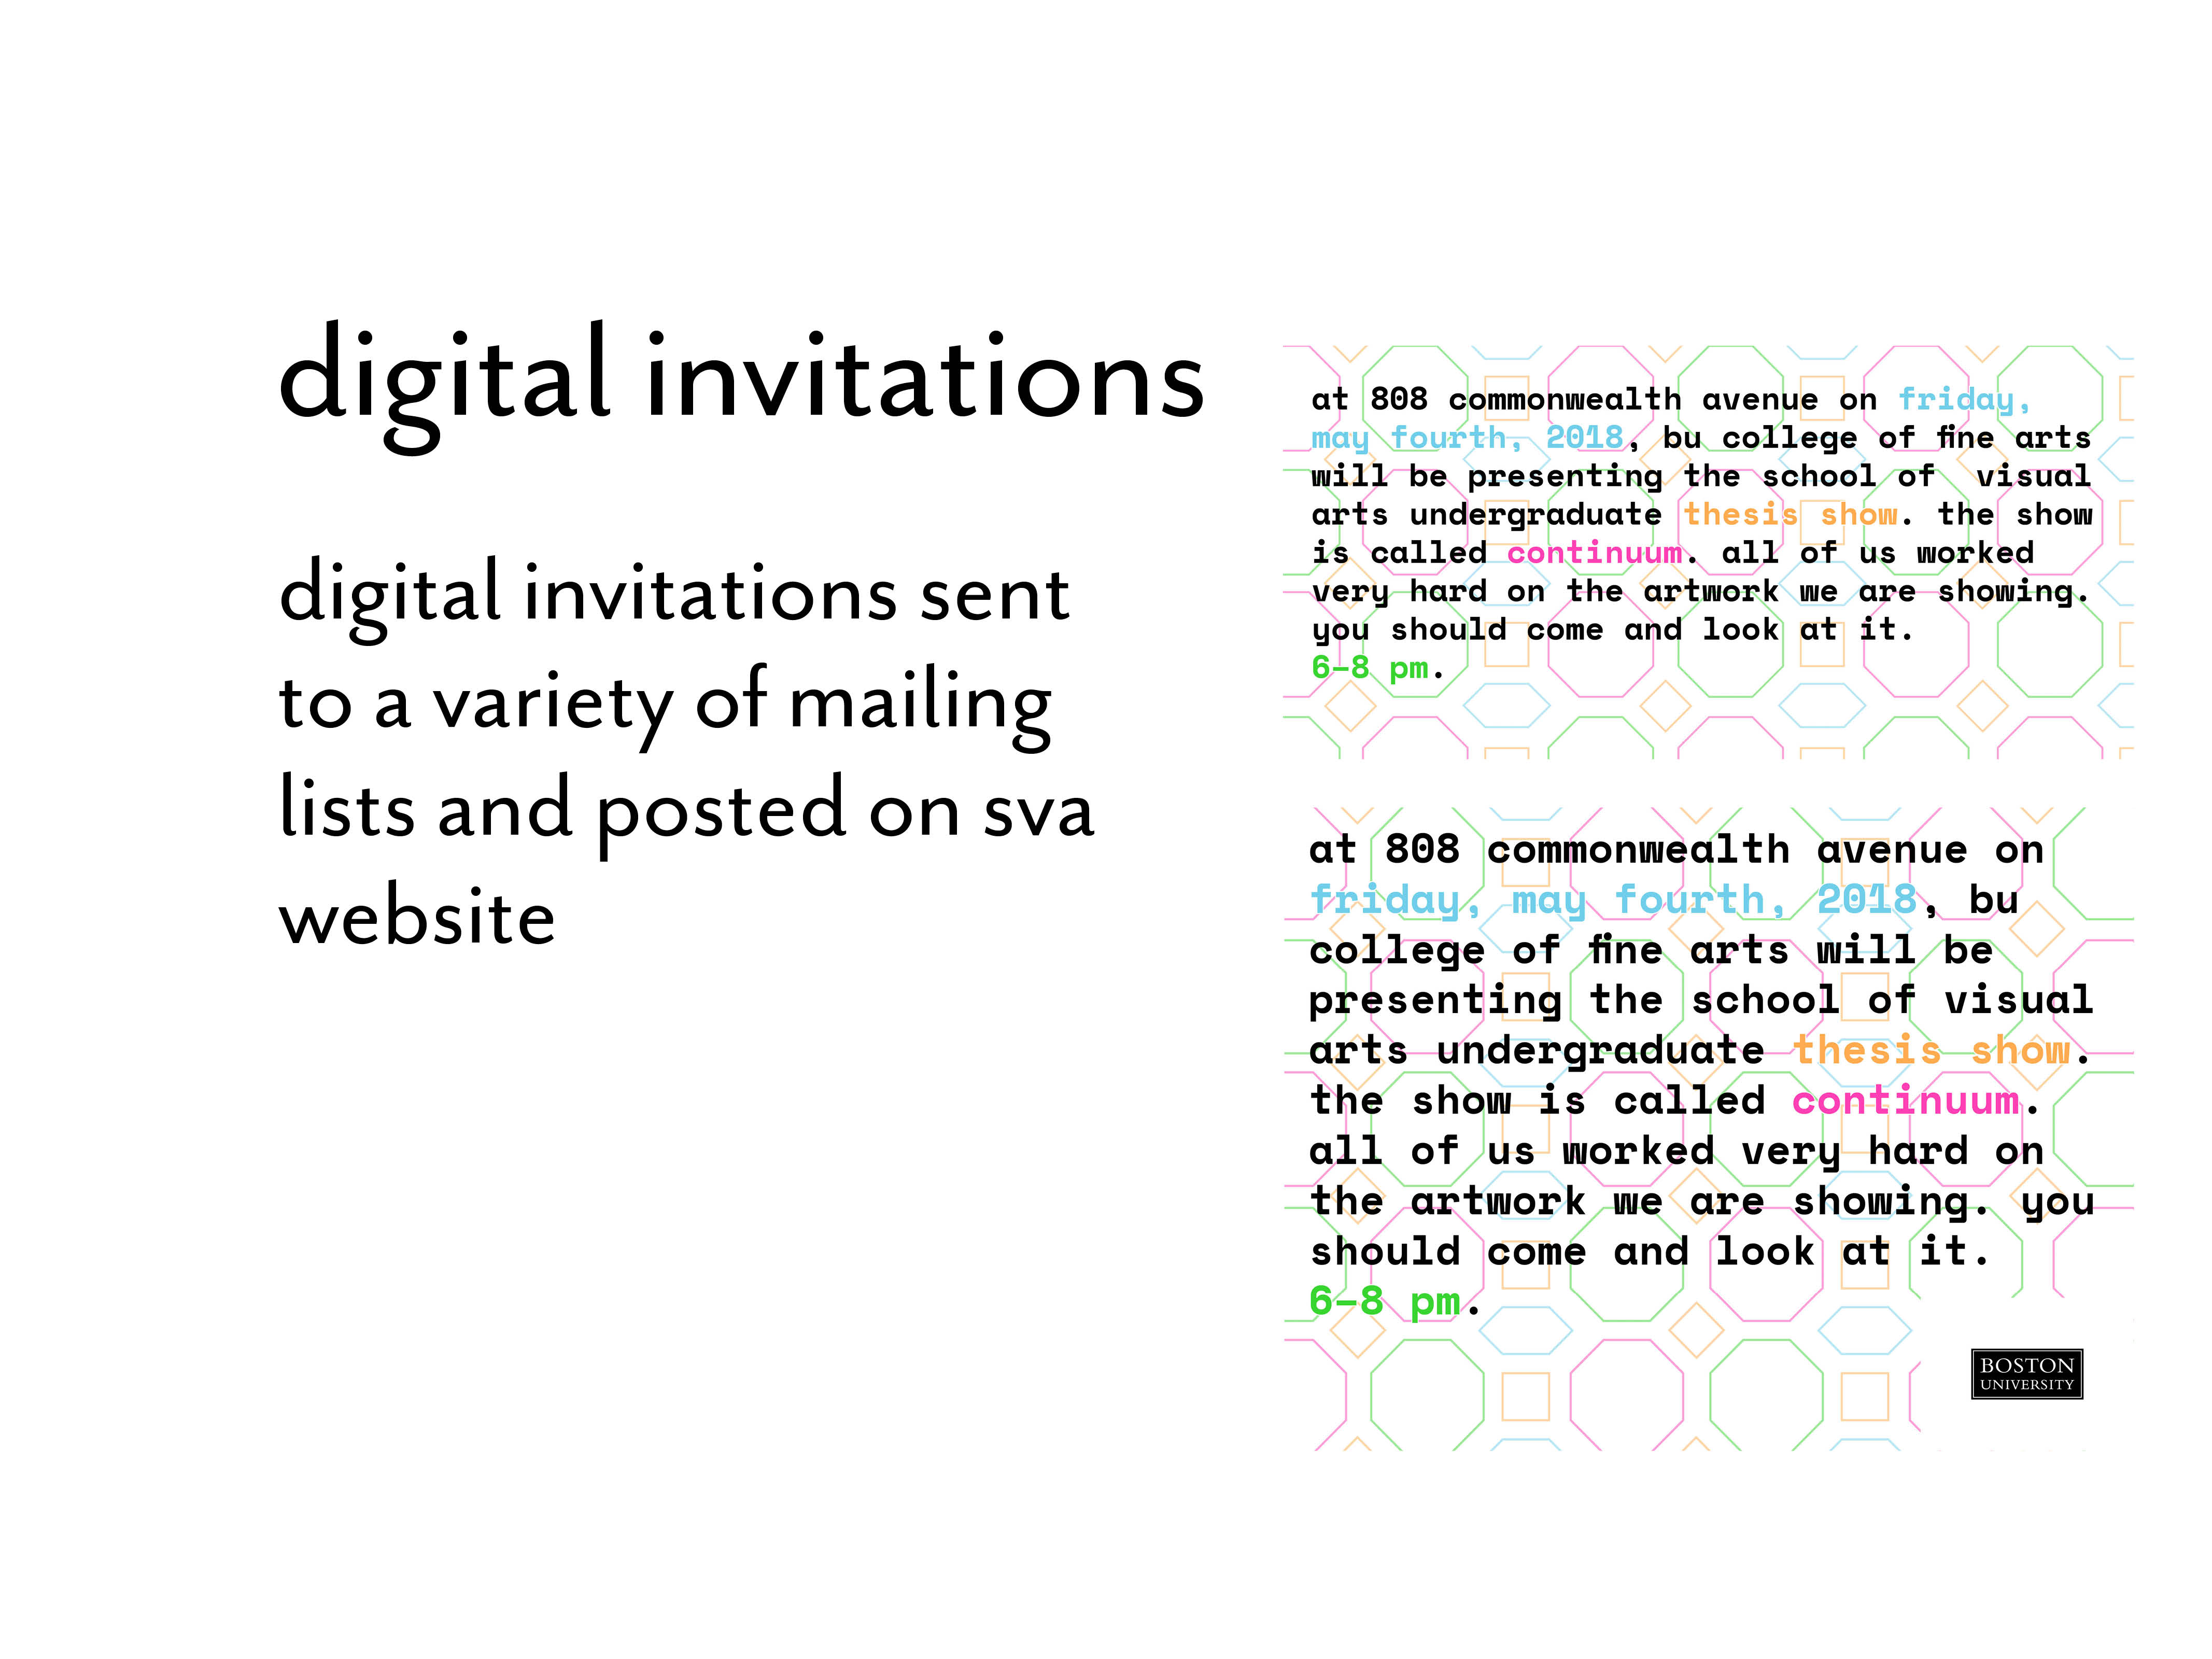 digital invitations
digital invitations sent
to a variety of mailing
lists and posted on sva
website
at 808 commonwealth avenue on friday,
may fourth, 2018, bu college of fine arts
will be presenting the school of visual
arts undergraduate thesis show. the show
is called continuum. all of us worked
very hard on the artwork we are showing.
you should come and look at it.
6–8 pm.
at 808 commonwealth avenue on
friday, may fourth, 2018, bu
college of fine arts will be
presenting the school of visual
arts undergraduate thesis show.
the show is called continuum.
all of us worked very hard on
the artwork we are showing. you
should come and look at it.
6–8 pm.
BOSTON
UNIVERSITY